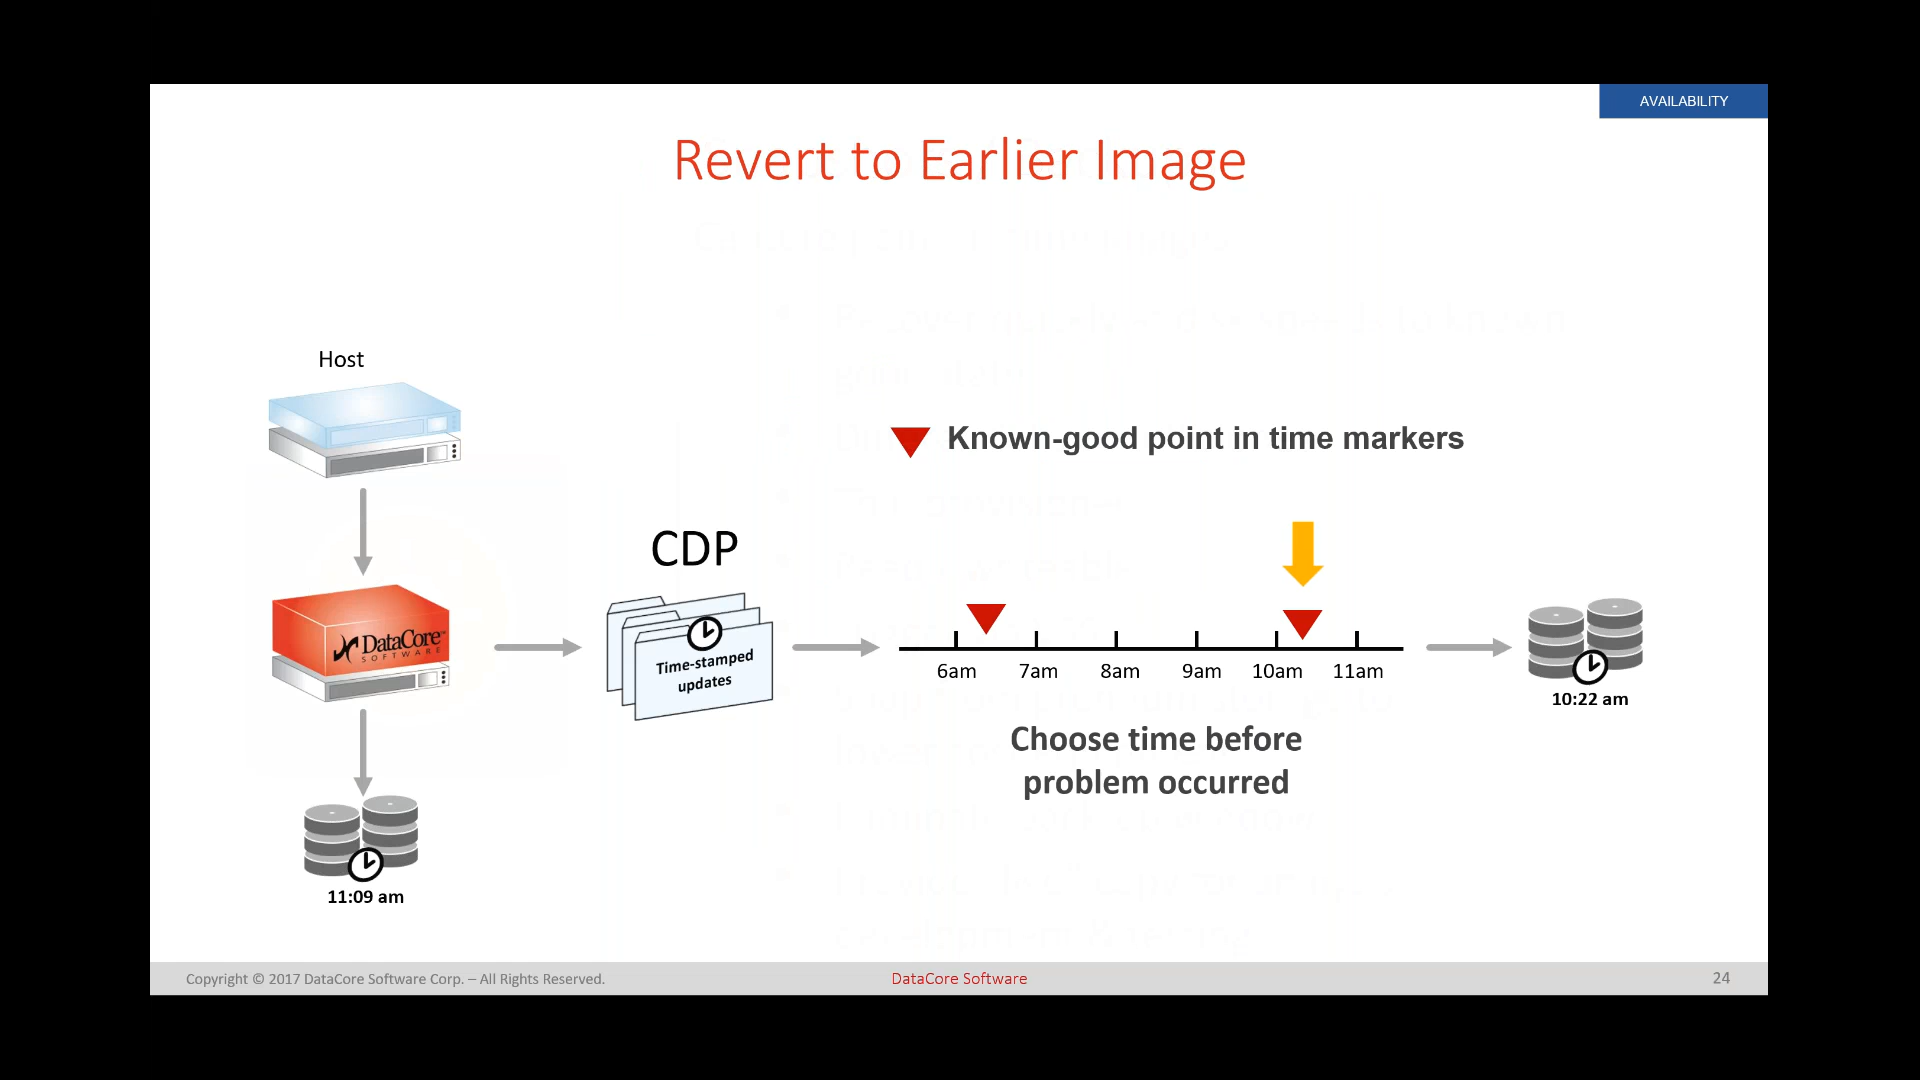 AVAILABILITY
Revert to Earlier Image
Host
Known-good point in time markers
CDP
DataCore™
SOFTWARE
Time-stamped
updates
6am 7am 8am 9am 10am 11am
10:22 am
Choose time before
problem occurred
11:09 am
Copyright © 2017 DataCore Software Corp. – All Rights Reserved.
DataCore Software
24